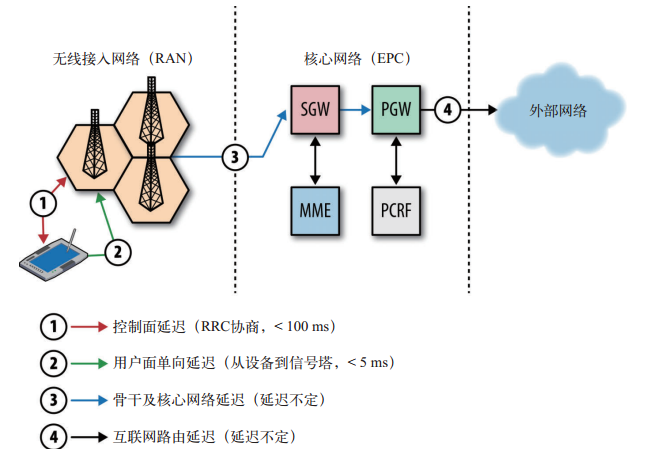 无线接入网络（RAN）
核心网络（EPC）
SGW
PGW
4
外部网络
3
1
MME
PCRF
2
1 控制面延迟（RRC协商，< 100 ms）
2 用户面单向延迟（从设备到信号塔，< 5 ms）
3 骨干及核心网络延迟（延迟不定）
4 互联网路由延迟（延迟不定）